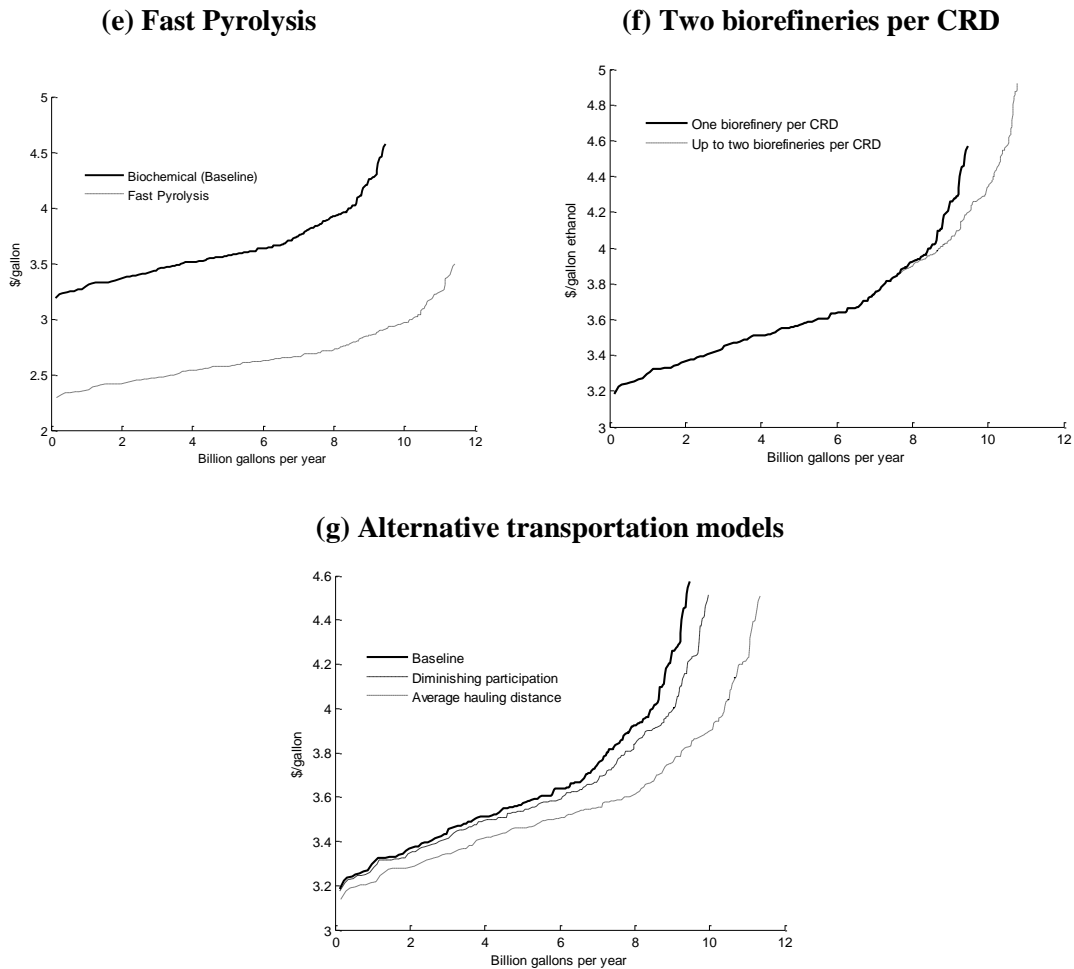 (e) Fast Pyrolysis
5
4.5
4
3.5
3
2.5
2
$/gallon
Biochemical (Baseline)
Fast Pyrolysis
0 2 4 6 8 10 12
Billion gallons per year
(f) Two biorefineries per CRD
5
4.8
4.6
4.4
4.2
4
3.8
3.6
3.4
3.2
3
$/gallon ethanol
One biorefinery per CRD
Up to two biorefineries per CRD
0 2 4 6 8 10 12
Billion gallons per year
(g) Alternative transportation models
4.6
4.4
4.2
4
3.8
3.6
3.4
3.2
3
$/gallon
Baseline
Diminishing participation
Average hauling distance
0 2 4 6 8 10 12
Billion gallons per year